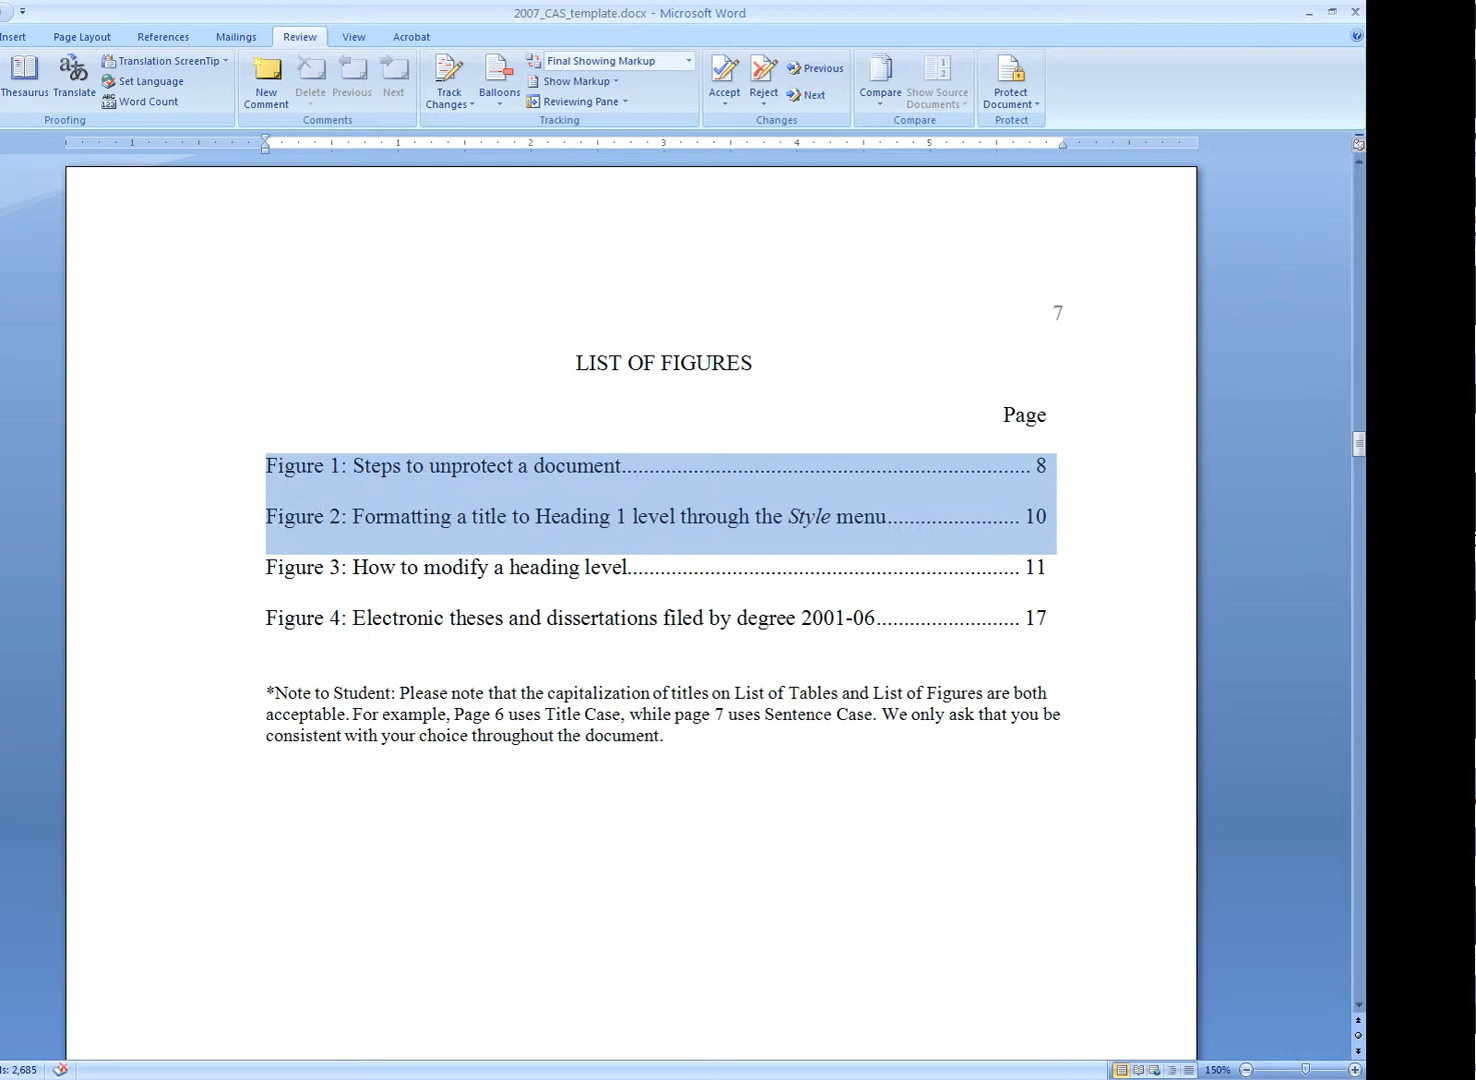 2007_CAS_template.docx - Microsoft Word
Insert Page Layout References Mailings Review View Acrobat
Thesaurus
Translate
Translation ScreenTip
Set Language
Word Count
Proofing
New Comment
Delete
Previous
Next
Comments
Track Changes
Balloons
Final Showing Markup
Show Markup
Reviewing Pane
Tracking
Accept
Reject
Previous
Next
Changes
Compare
Show Source Documents
Compare
Protect Document
Protect
1 1 2 3 4 5
7
LIST OF FIGURES
Page
Figure 1: Steps to unprotect a document........................................................................... 8
Figure 2: Formatting a title to Heading 1 level through the Style menu......................... 10
Figure 3: How to modify a heading level......................................................................... 11
Figure 4: Electronic theses and dissertations filed by degree 2001-06........................... 17
*Note to Student: Please note that the capitalization of titles on List of Tables and List of Figures are both
acceptable. For example, Page 6 uses Title Case, while page 7 uses Sentence Case. We only ask that you be
consistent with your choice throughout the document.
s: 2,685
150%